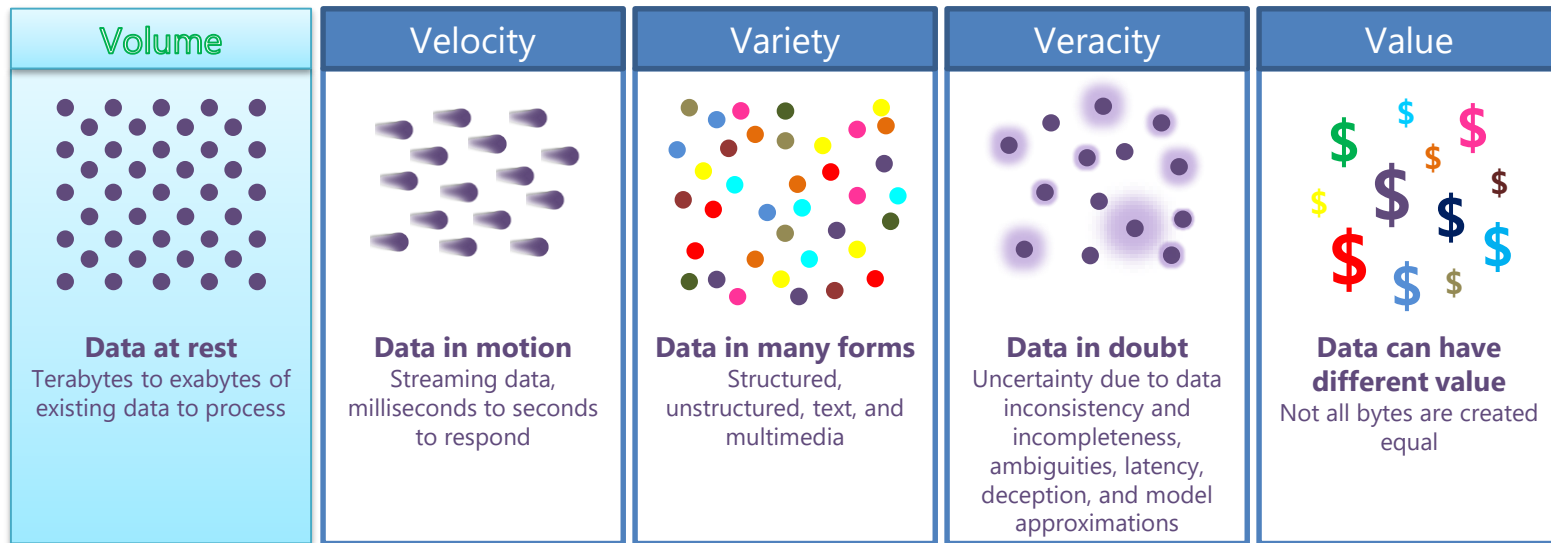 Volume
Data at rest
Terabytes to exabytes of
existing data to process
Velocity
Data in motion
Streaming data,
milliseconds to seconds
to respond
Variety
Data in many forms
Structured,
unstructured, text, and
multimedia
Veracity
Data in doubt
Uncertainty due to data
inconsistency and
incompleteness,
ambiguities, latency,
deception, and model
approximations
Value
$ $ $
$ $
$ $ $
$ $
$ $ $
Data can have
different value
Not all bytes are created
equal